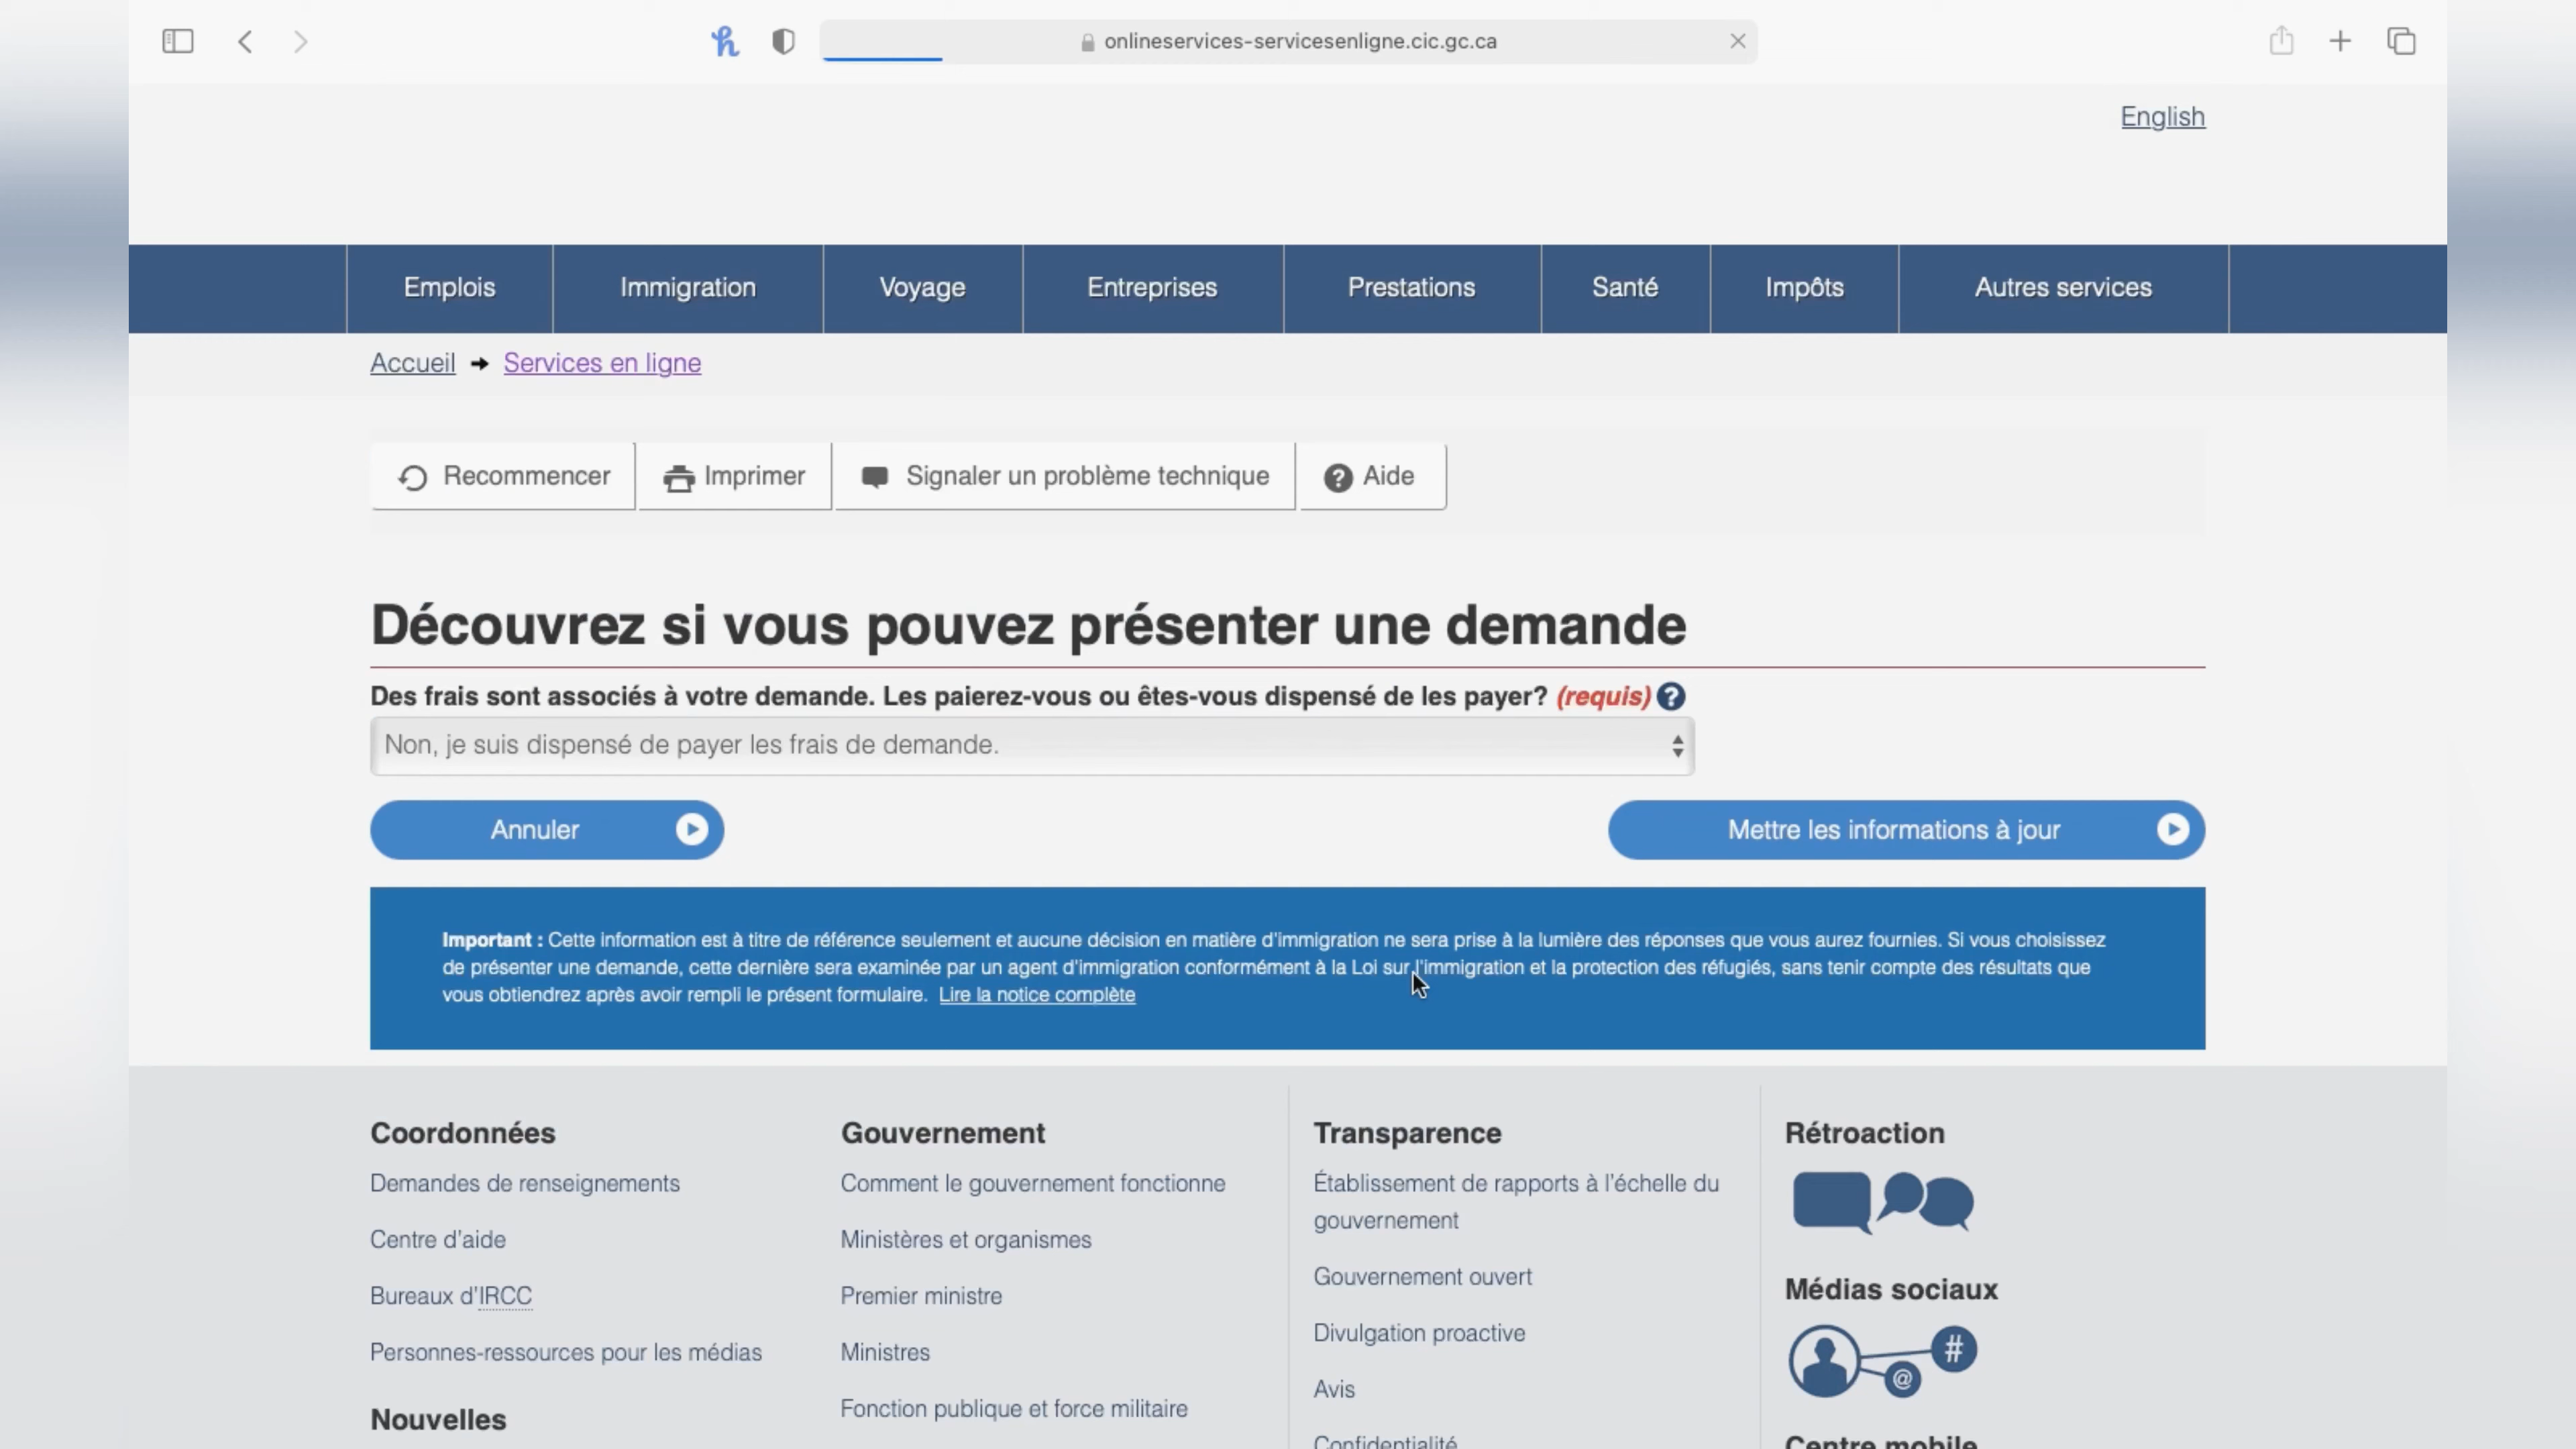 onlineservices-servicesenligne.cic.gc.ca
English
Emplois
Immigration
Voyage
Entreprises
Prestations
Santé
Impôts
Autres services
Accueil
Services en ligne
Recommencer
Imprimer
Signaler un problème technique
Aide
Découvrez si vous pouvez présenter une demande
Des frais sont associés à votre demande. Les paierez-vous ou êtes-vous dispensé de les payer? (requis)
Non, je suis dispensé de payer les frais de demande.
Annuler
Mettre les informations à jour
Important : Cette information est à titre de référence seulement et aucune décision en matière d'immigration ne sera prise à la lumière des réponses que vous aurez fournies. Si vous choisissez
de présenter une demande, cette dernière sera examinée par un agent d'immigration conformément à la Loi sur l'immigration et la protection des réfugiés, sans tenir compte des résultats que
vous obtiendrez après avoir rempli le présent formulaire. Lire la notice complète
Coordonnées
Demandes de renseignements
Centre d'aide
Bureaux d'IRCC
Personnes-ressources pour les médias
Nouvelles
Gouvernement
Comment le gouvernement fonctionne
Ministères et organismes
Premier ministre
Ministres
Fonction publique et force militaire
Transparence
Établissement de rapports à l'échelle du
gouvernement
Gouvernement ouvert
Divulgation proactive
Avis
Confidentialité
Rétroaction
Médias sociaux
Centre mobile